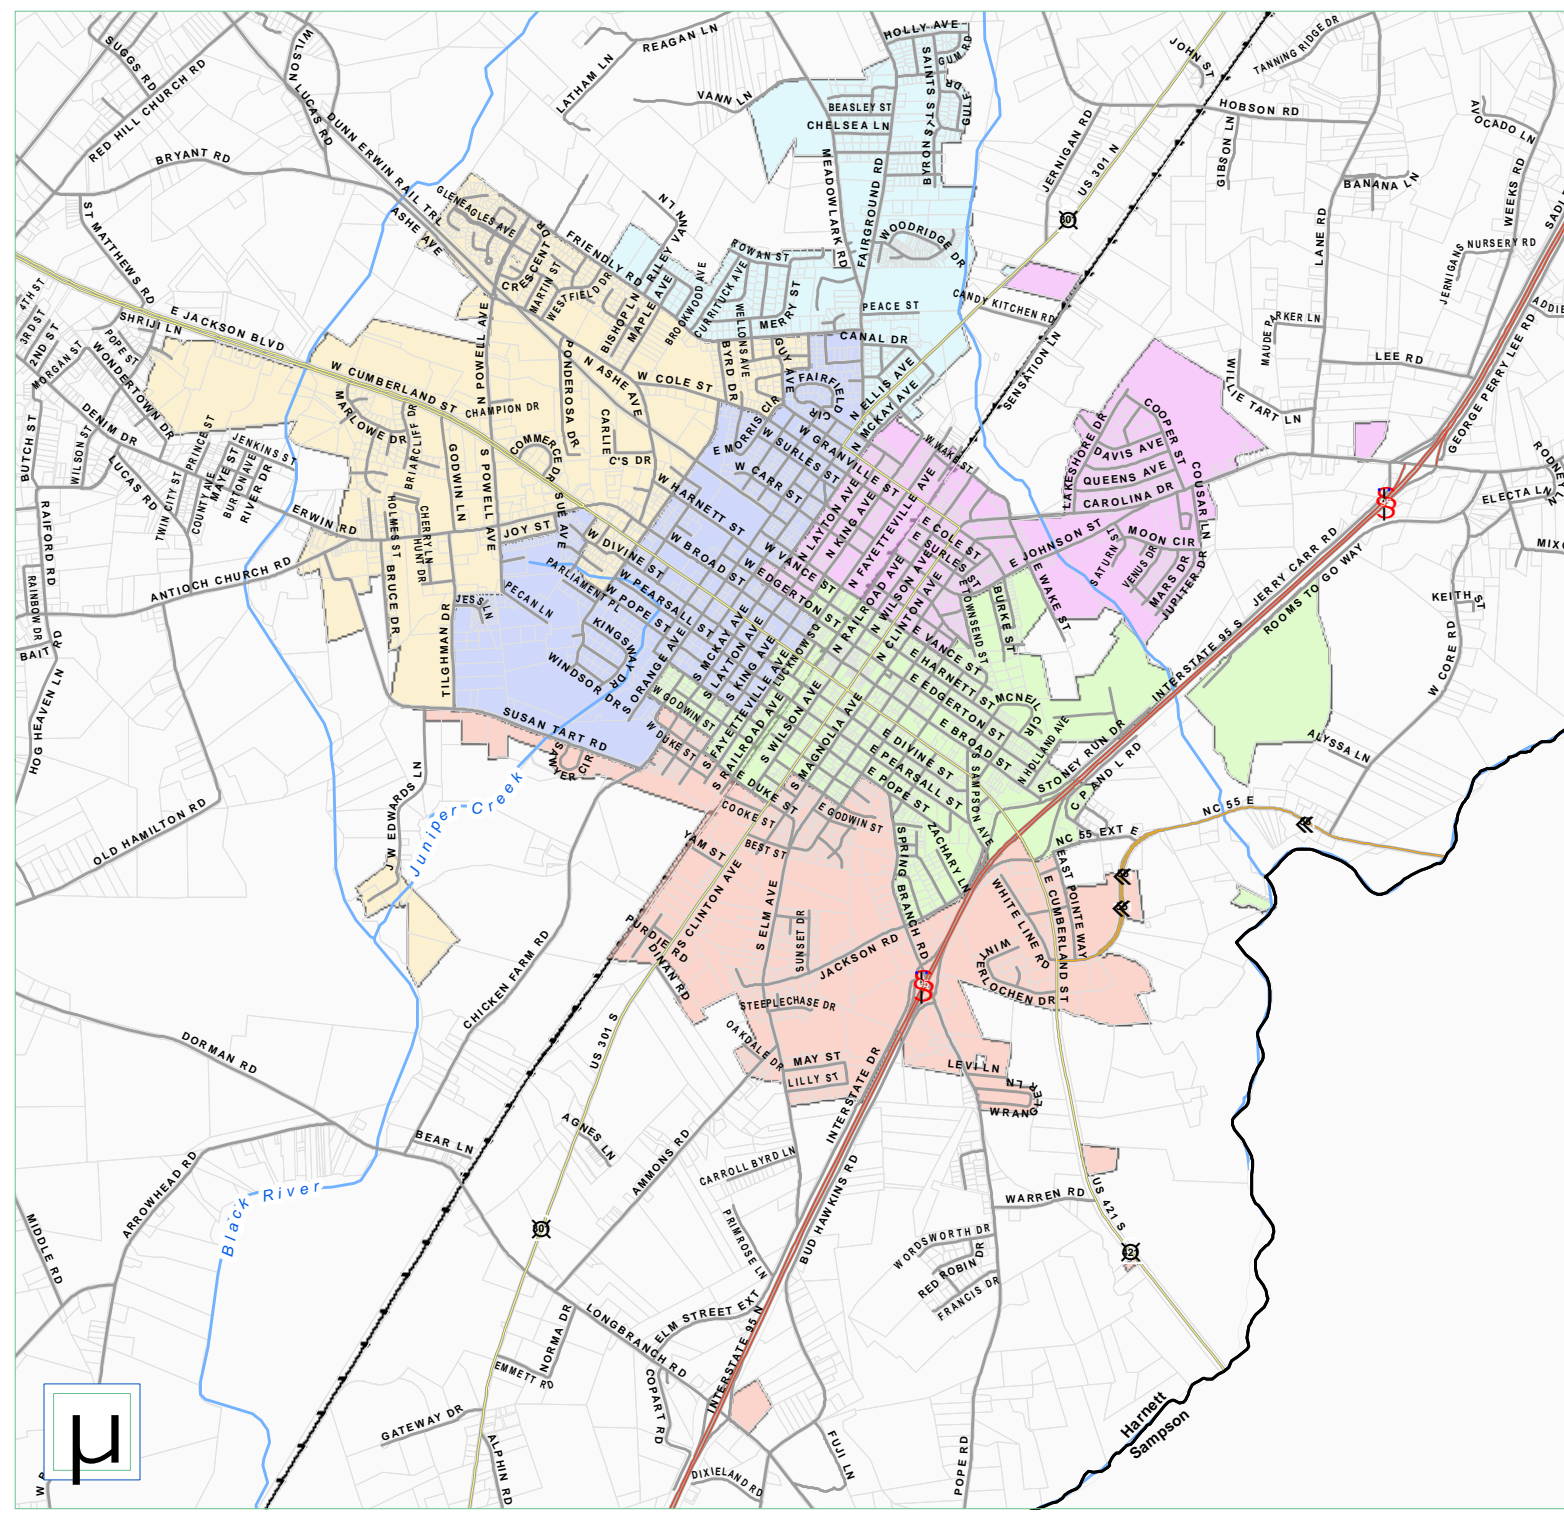 HOLLY AVE
REAGAN LN
GUM RD
JOHN ST
TANNING RIDGE DR
SUGGS RD
WILSON LUCAS RD
RED HILL CHURCH RD
LATHAM LN
VANN LN
SAINTS ST
BEASLEY ST
CHELSEA LN
BYRON ST
HOBSON RD
AVOCADO LN
GIBSON LN
JERNIGAN RD
US 301 N
DUNN ERWIN RAIL TRL
BRYANT RD
MEADOWLARK RD
FAIRGROUND RD
BANANA LN
WEEKS RD
ST MATTHEWS RD
GLENEAGLES AVE
ASHE AVE
FRIENDLY RD
RILEY VANN LN
WOODRIDGE DR
LANE RD
NURSERY RD
JERNIGANS
CRESCENT DR
MARTIN ST
WESTFIELD DR
ROWAN ST
4TH ST
3RD ST
2ND ST
MORGAN ST
SHRIJI LN
E JACKSON BLVD
POPE ST
WONDERTOWN DR
BISHOP LN
MAPLE AVE
BROOKWOOD AVE
CURRITUCK AVE
WELLONS AVE
MERRY ST
PEACE ST
CANDY KITCHEN RD
CANAL DR
LEE RD
GEORGE PERRY LEE RD
SENSATION LN
WILLIE TART LN
N POWELL AVE
PONDEROSA DR
N ASHE AVE
W COLE ST
BYRD DR
GUY AVE
FAIRFIELD CIR
N ELLIS AVE
N MCKAY AVE
W CUMBERLAND ST
CHAMPION DR
MARLOWE DR
BRIARCLIFF DR
COMMERCE DR
CARLIE C'S DR
E MORRIS CIR
W SURLES ST
W GRANVILLE ST
W CARR ST
W WAKE ST
LAKESHORE DR
COOPER ST
DAVIS AVE
QUEENS AVE
CAROLINA DR
COUSAR LN
BUTCH ST
DENIM DR
WILSON ST
LUCAS RD
PRINCE ST
JENKINS ST
MAYE ST
BURTON AVE
RIVER DR
COUNTY AVE
TWIN CITY ST
ERWIN RD
RAIFORD RD
GODWIN LN
S POWELL AVE
SUE AVE
JOY ST
HOLMES ST
CHERRY LN
HUNT DR
W HARNETT ST
W DIVINE ST
W BROAD ST
W VANCE ST
W EDGERTON ST
N LAYTON AVE
N KING AVE
N FAYETTEVILLE AVE
E COLE ST
E SURLES ST
E JOHNSON ST
E WAKE ST
SATURN ST
MOON CIR
VENUS DR
MARS DR
JUPITER DR
ELECTA LN
JERRY CARR RD
ROOMS TO GO WAY
INTERSTATE 95 S
KEITH ST
W CORE RD
ALYSSA LN
RAINBOW DR
BAIT RD
HOG HEAVEN LN
ANTIOCH CHURCH RD
BRUCE DR
TILGHMAN DR
JESS LN
PECAN LN
PARLIAMENT PL
KINGSWAY DR
WINDSOR DR
SUSAN TART RD
SAWYER CIR
W PEARSALL ST
W POPE ST
S ORANGE AVE
S MCKAY AVE
S LAYTON AVE
S KING AVE
S FAYETTEVILLE AVE
LUCKNOW SQ
S RAILROAD AVE
N RAILROAD AVE
N WILSON AVE
N CLINTON AVE
S WILSON AVE
S MAGNOLIA AVE
W GODWIN ST
W DUKE ST
E TOWNSEND ST
BURKE ST
E VANCE ST
E HARNETT ST
E EDGERTON ST
E BROAD ST
MCNEIL CIR
N HOLLAND AVE
E DIVINE ST
E PEARSALL ST
E POPE ST
S SAMPSON AVE
STONEY RUN DR
C P AND L RD
NC 55 E
NC 55 EXT E
E DUKE ST
COOKE ST
E GODWIN ST
BEST ST
YAM ST
S CLINTON AVE
SPRING BRANCH RD
ZACHARY LN
EAST POINTE WAY
E CUMBERLAND ST
WHITE LINE RD
WINTERLOCHEN DR
OLD HAMILTON RD
J W EDWARDS LN
Juniper Creek
PURDIE RD
DINAN RD
S ELM AVE
SUNSET DR
JACKSON RD
STEEPLECHASE DR
OAKDALE DR
MAY ST
LILLY ST
LEVI LN
WRANGLER LN
CHICKEN FARM RD
US 301 S
DORMAN RD
INTERSTATE DR
AGNES LN
BEAR LN
AMMONS RD
CARROLL BYRD LN
BUD HAWKINS RD
WARREN RD
US 421 S
ARROWHEAD RD
Black River
MIDDLE RD
PRIMROSE LN
WORDSWORTH DR
RED ROBIN DR
FRANCIS DR
ELM STREET EXT
LONGBRANCH RD
NORMA DR
EMMETT RD
INTERSTATE 95 N
COPART RD
GATEWAY DR
ALPHIN RD
DIXIELAND RD
FUJI LN
POPE RD
Harnett
Sampson
µ